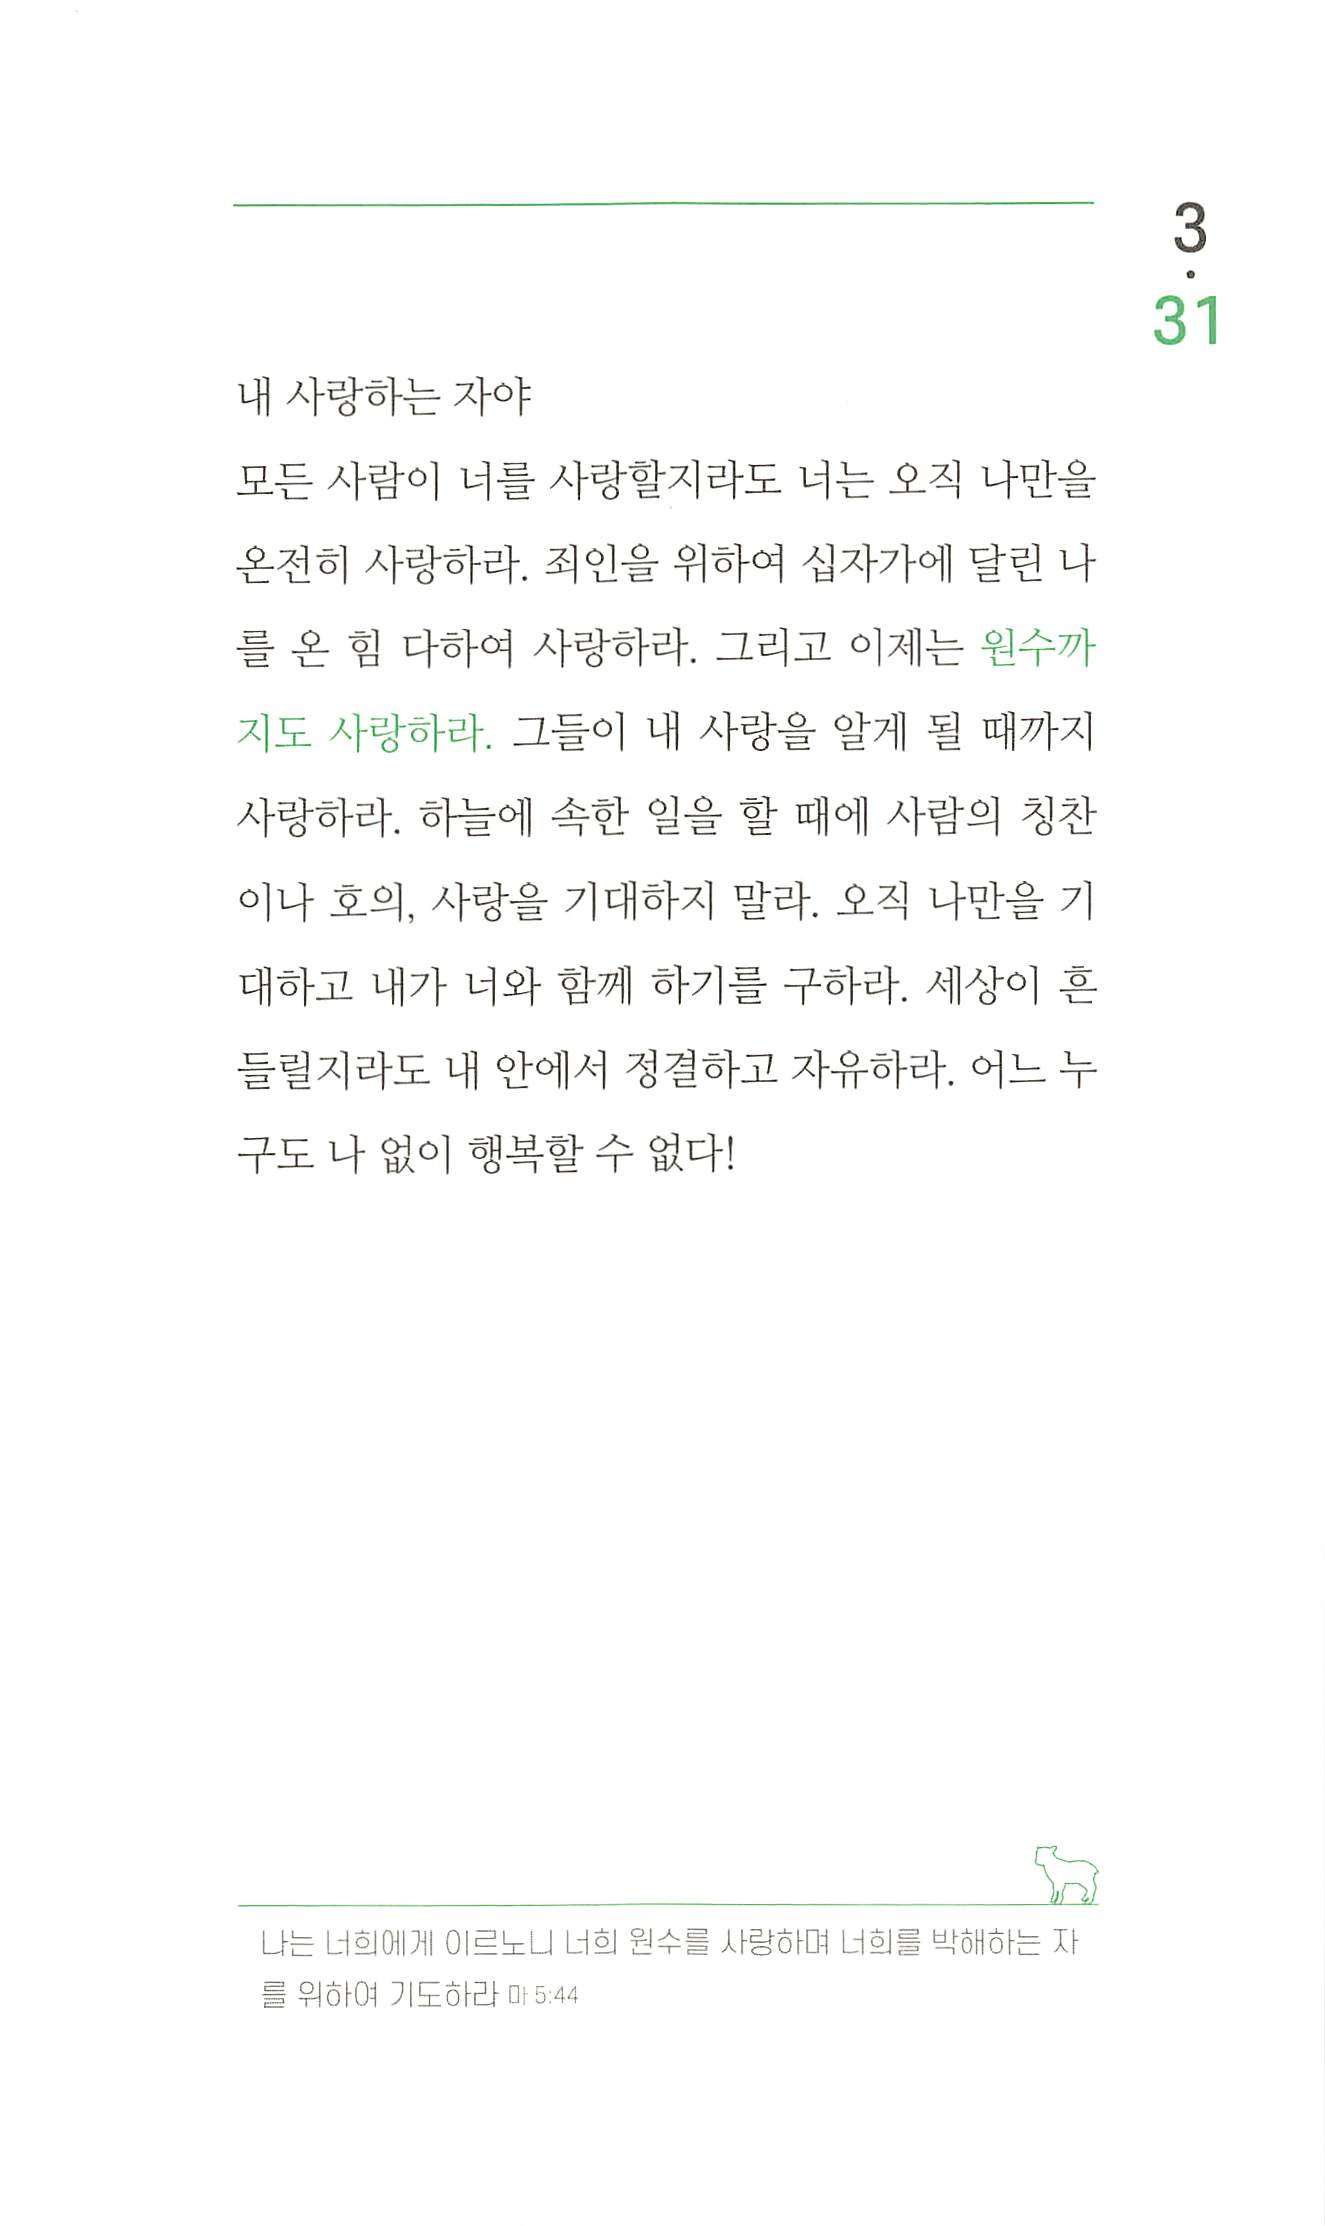 3
·
31
내 사랑하는 자야
모든 사람이 너를 사랑할지라도 너는 오직 나만을
온전히 사랑하라. 죄인을 위하여 십자가에 달린 나
를 온 힘 다하여 사랑하라. 그리고 이제는 원수까
지도 사랑하라. 그들이 내 사랑을 알게 될 때까지
사랑하라. 하늘에 속한 일을 할 때에 사람의 칭찬
이나 호의, 사랑을 기대하지 말라. 오직 나만을 기
대하고 내가 너와 함께 하기를 구하라. 세상이 흔
들릴지라도 내 안에서 정결하고 자유하라. 어느 누
구도 나 없이 행복할 수 없다!
나는 너희에게 이르노니 너희 원수를 사랑하며 너희를 박해하는 자
를 위하여 기도하라 마 5:44